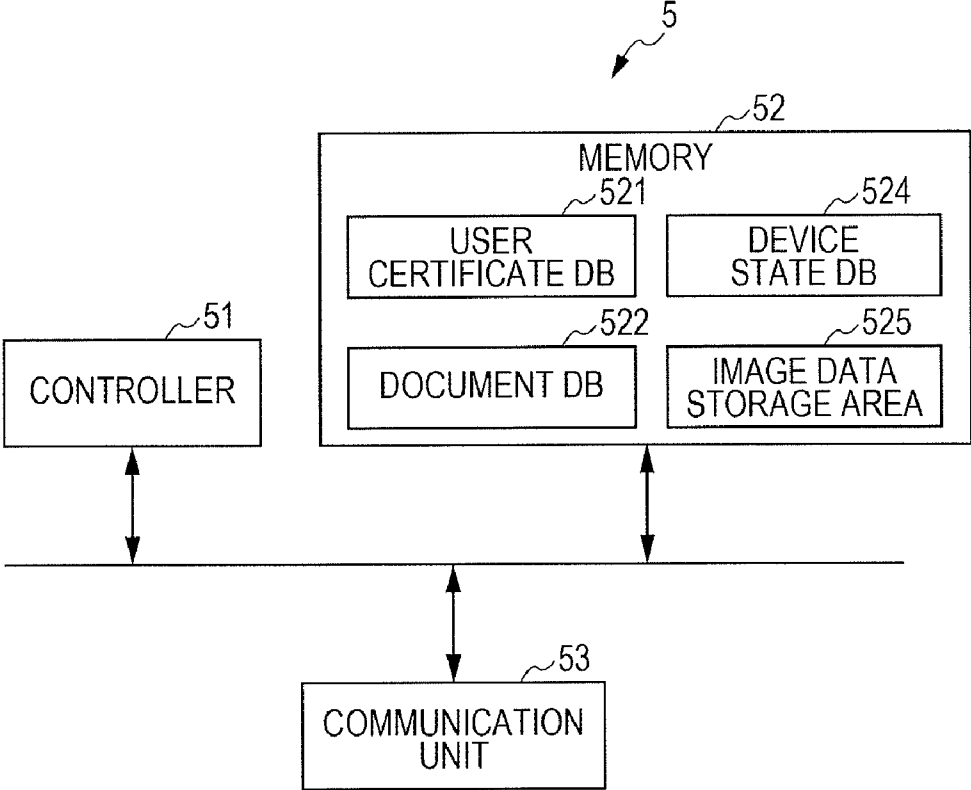 5
52
MEMORY
521
USER
CERTIFICATE DB
524
DEVICE
STATE DB
51
CONTROLLER
522
DOCUMENT DB
525
IMAGE DATA
STORAGE AREA
53
COMMUNICATION
UNIT